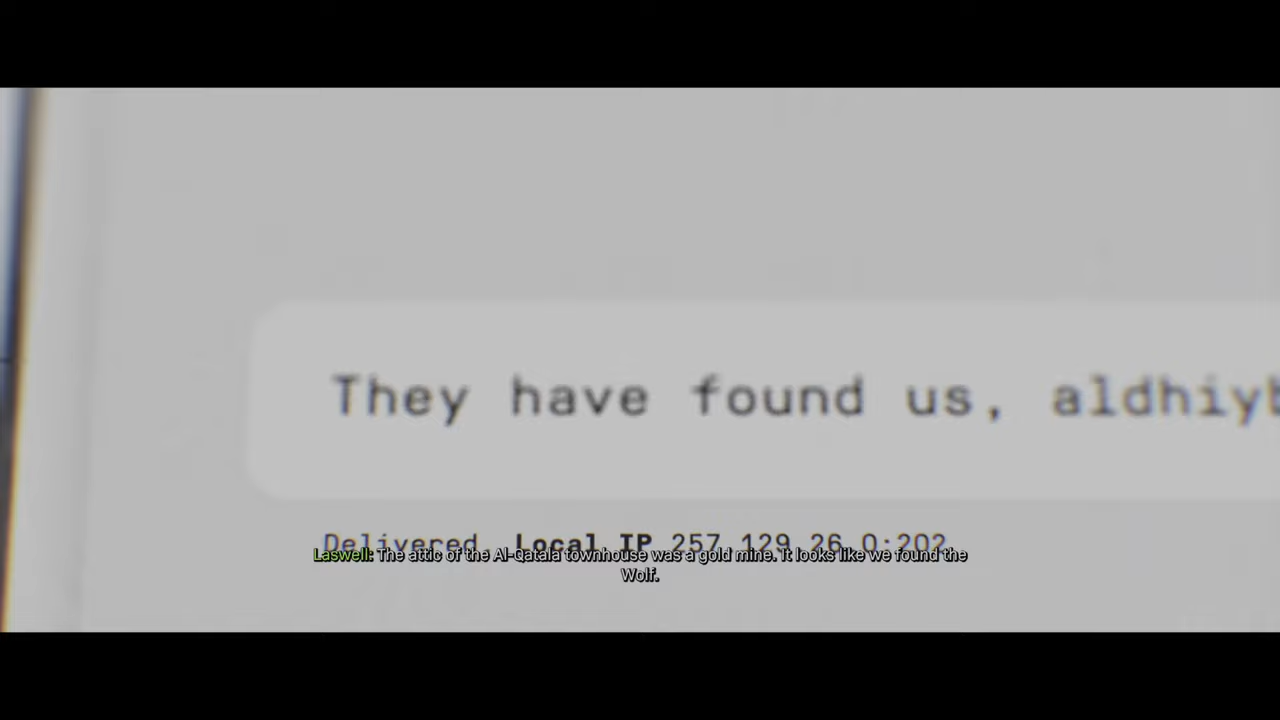 They have found us, aldhiyb
Delivered Local IP 257.129.26.0:202
Laswell: The attic of the Al-Qatala townhouse was a gold mine. It looks like we found the
Wolf.